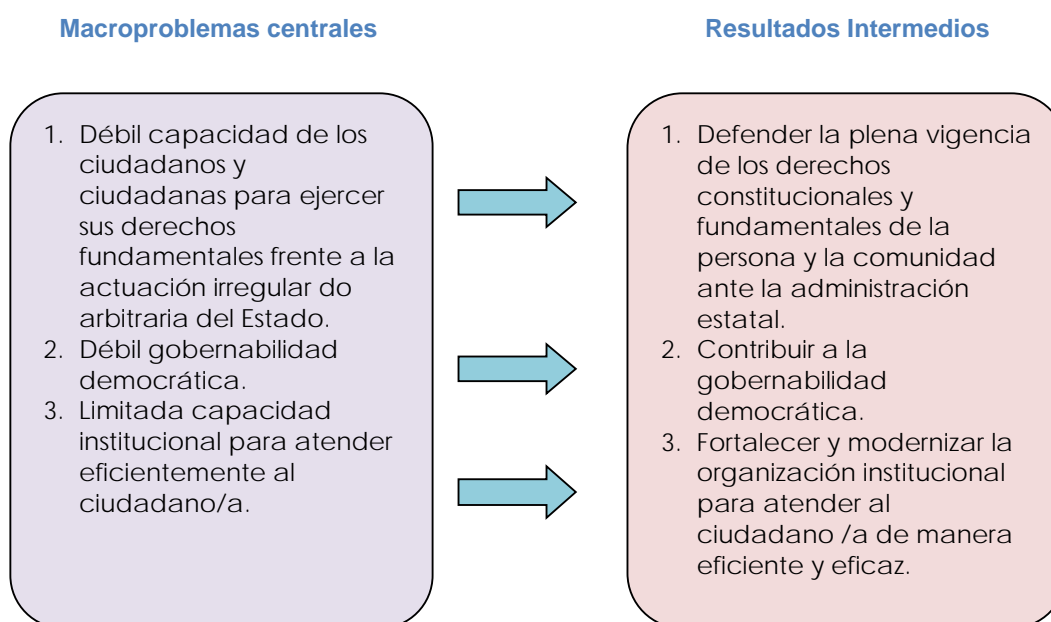 Macroproblemas centrales
Resultados Intermedios
1. Débil capacidad de los
ciudadanos y
ciudadanas para ejercer
sus derechos
fundamentales frente a la
actuación irregular do
arbitraria del Estado.
2. Débil gobernabilidad
democrática.
3. Limitada capacidad
institucional para atender
eficientemente al
ciudadano/a.
1. Defender la plena vigencia
de los derechos
constitucionales y
fundamentales de la
persona y la comunidad
ante la administración
estatal.
2. Contribuir a la
gobernabilidad
democrática.
3. Fortalecer y modernizar la
organización institucional
para atender al
ciudadano /a de manera
eficiente y eficaz.